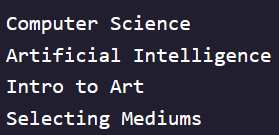 Computer Science
Artificial Intelligence
Intro to Art
Selecting Mediums